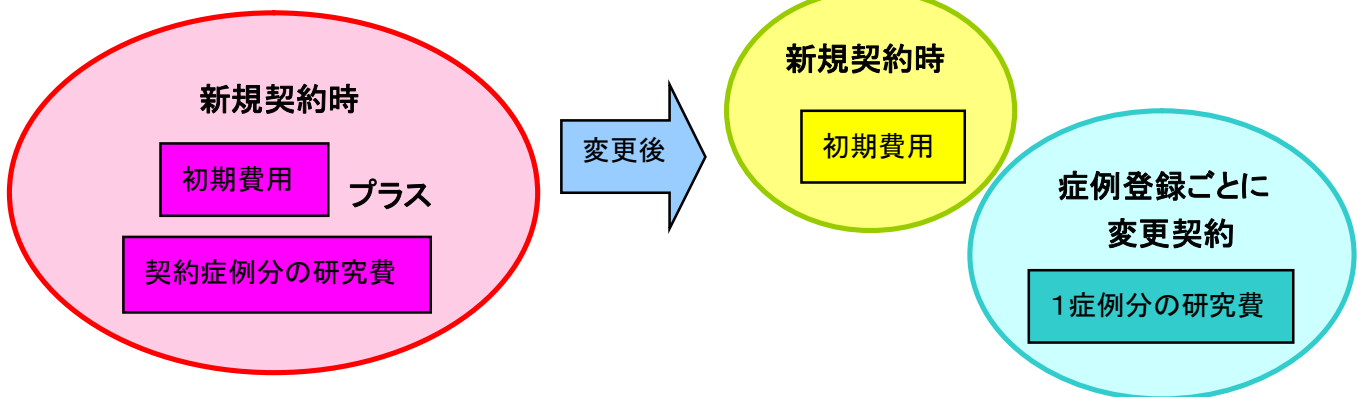 新規契約時
初期費用
プラス
契約症例分の研究費
変更後
新規契約時
初期費用
症例登録ごとに
変更契約
1症例分の研究費